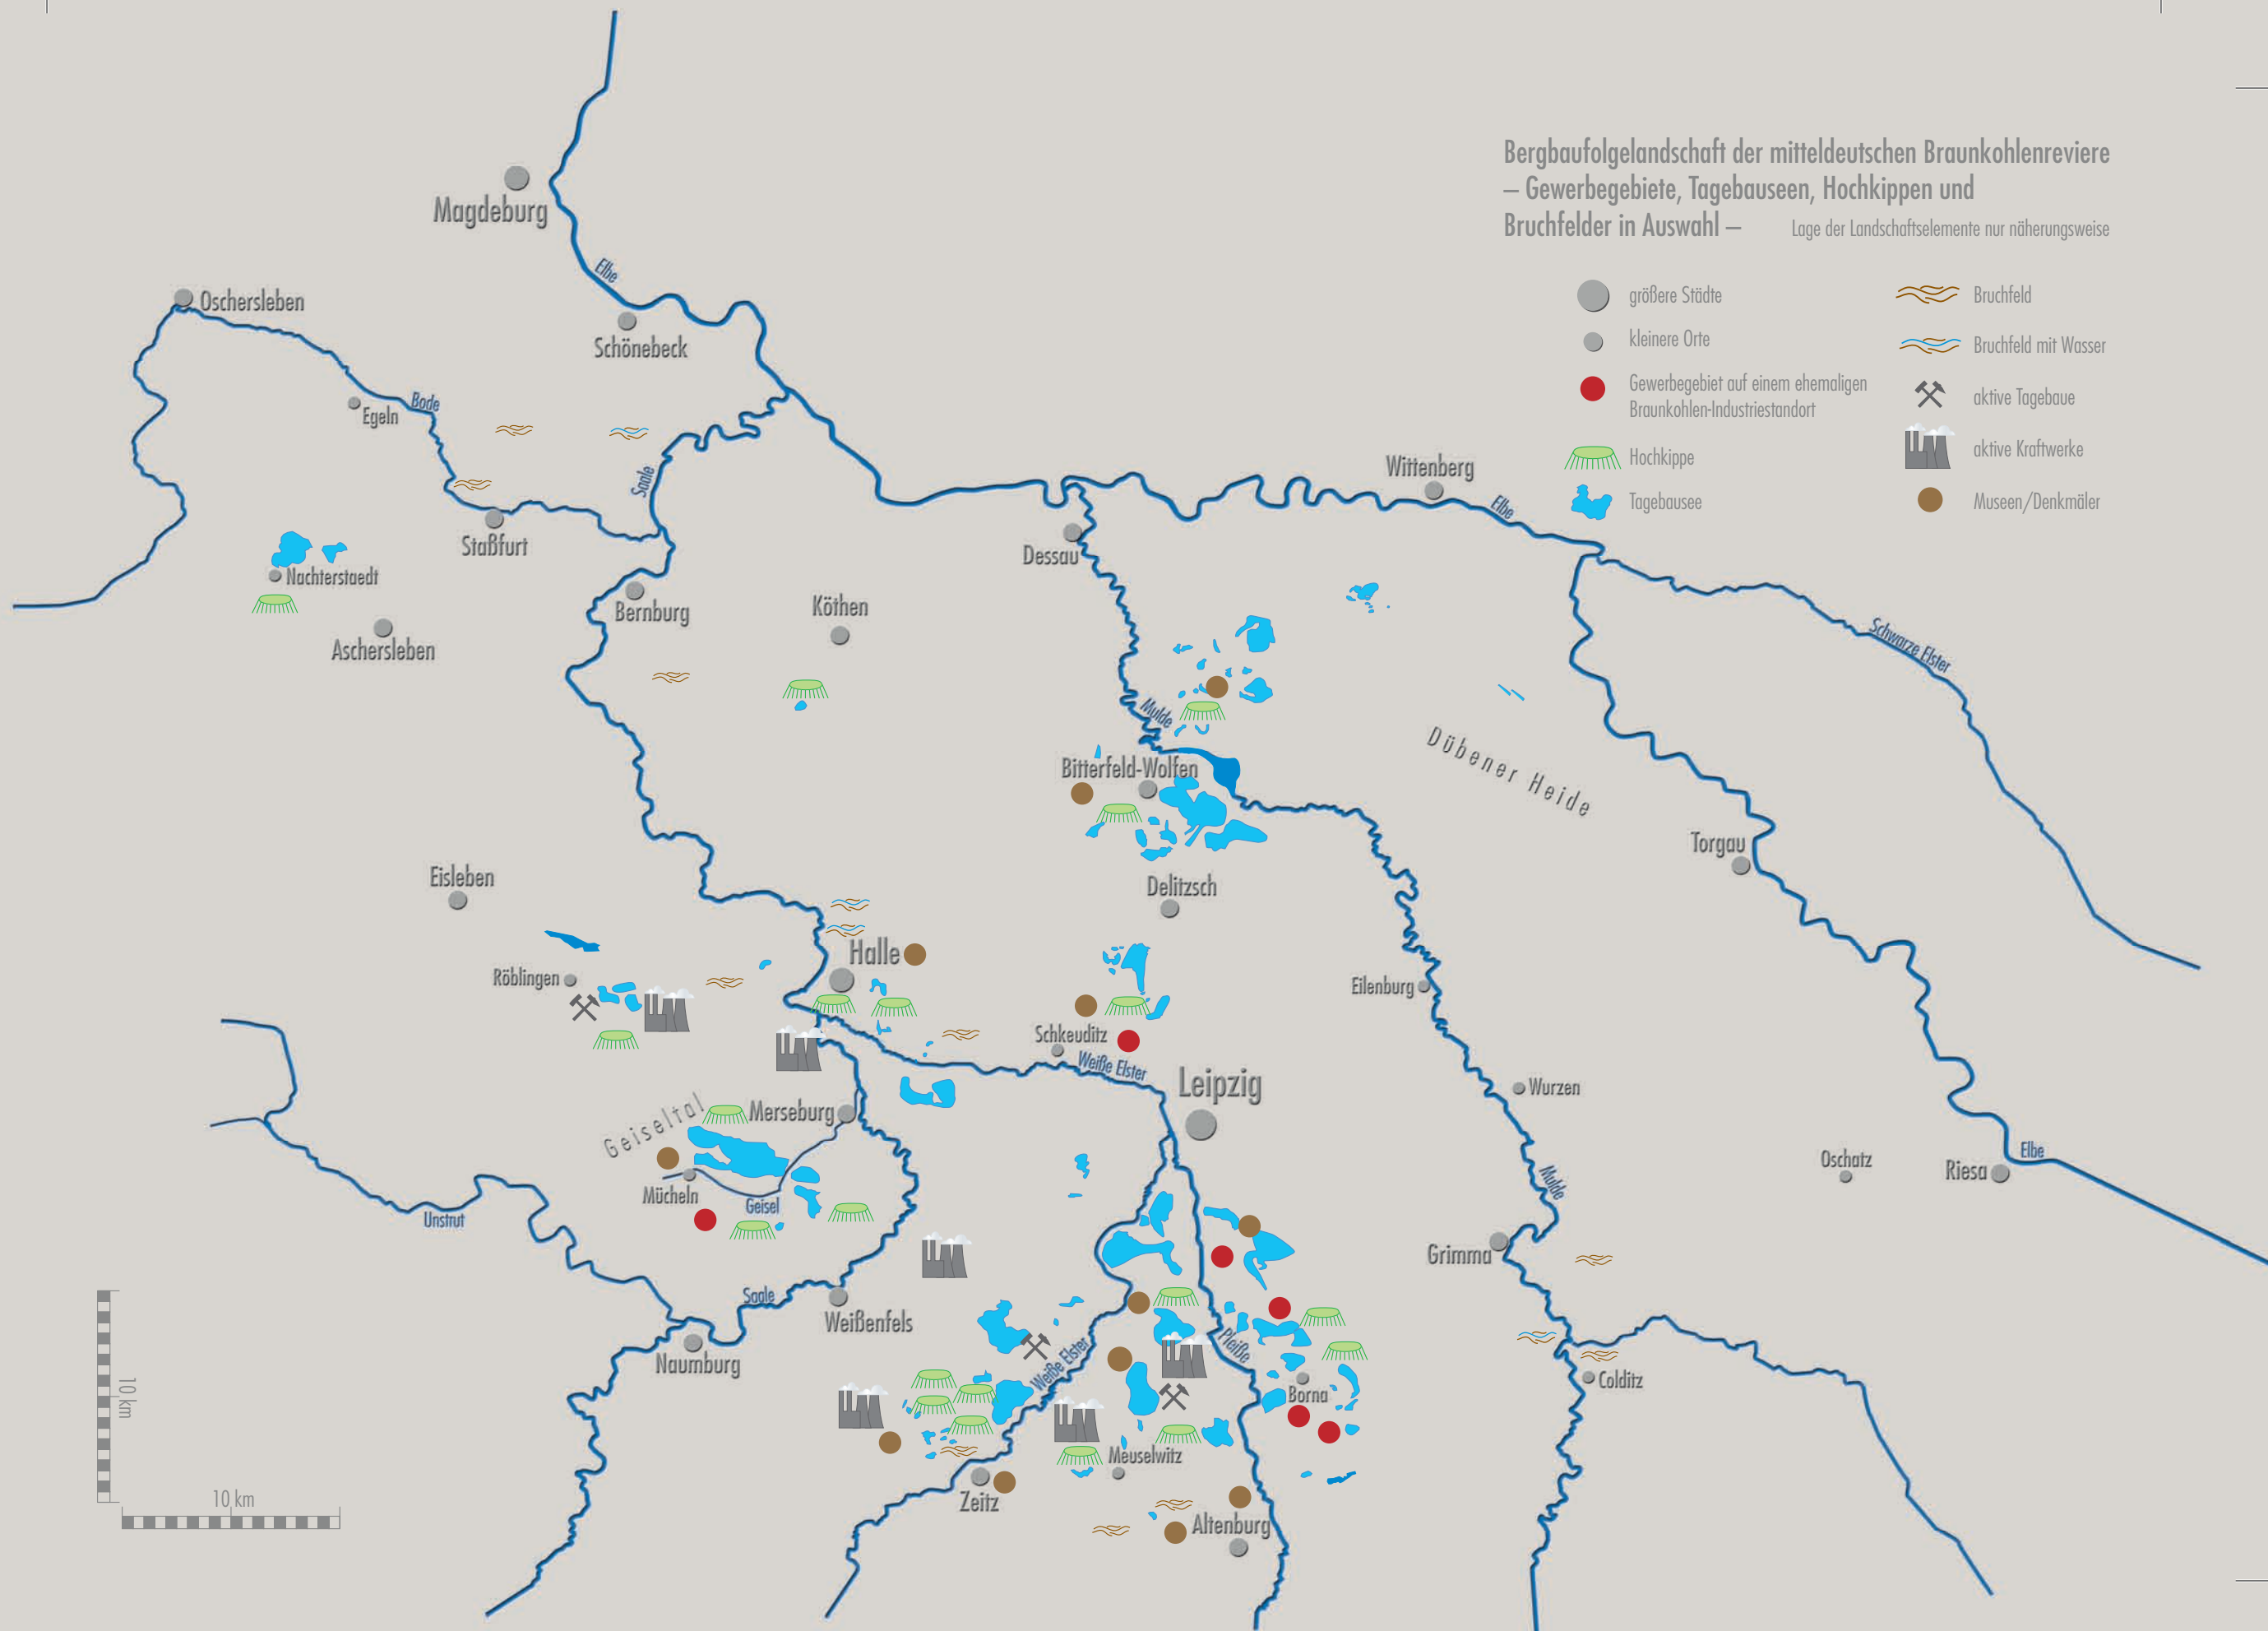 Bergbaufolgelandschaft der mitteldeutschen Braunkohlenreviere
– Gewerbegebiete, Tagebauseen, Hochkippen und
Bruchfelder in Auswahl –
Lage der Landschaftselemente nur näherungsweise
größere Städte
kleinere Orte
Gewerbegebiet auf einem ehemaligen
Braunkohlen-Industriestandort
Hochkippe
Tagebausee
Bruchfeld
Bruchfeld mit Wasser
aktive Tagebaue
aktive Kraftwerke
Museen/Denkmäler
Magdeburg
Elbe
Oschersleben
Schönebeck
Bode
Egeln
Saale
Wittenberg
Elbe
Staßfurt
Dessau
Nachterstaedt
Bernburg
Köthen
Aschersleben
Schwarze Elster
Mulde
Dübener Heide
Bitterfeld-Wolfen
Torgau
Eisleben
Delitzsch
Halle
Röblingen
Eilenburg
Schkeuditz
Weiße Elster
Leipzig
Wurzen
Geiseltal
Merseburg
Mücheln
Geisel
Unstrut
Mulde
Oschatz
Riesa
Elbe
Grimma
Saale
Weißenfels
Naumburg
Weiße Elster
Pleiße
Borna
Colditz
Meuselwitz
Zeitz
Altenburg
10 km
10 km